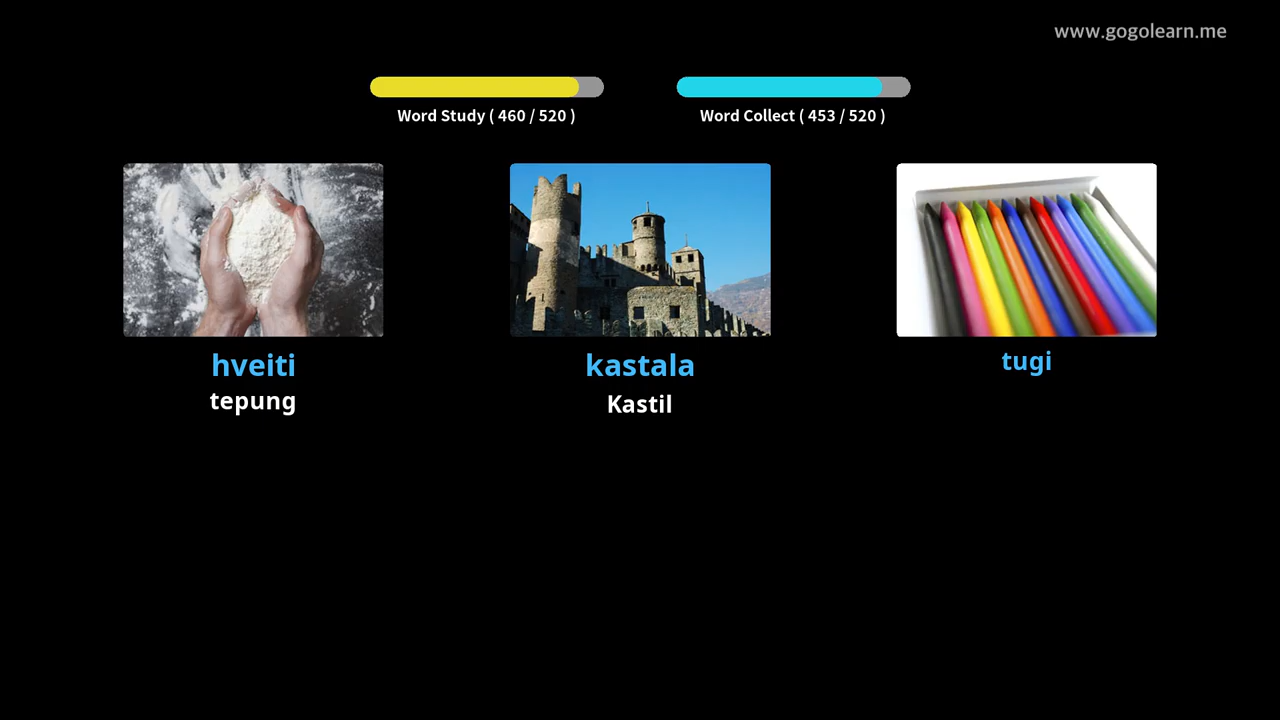 www.gogolearn.me
Word Study ( 460 / 520 )
Word Collect ( 453 / 520 )
hveiti
tepung
kastala
Kastil
tugi